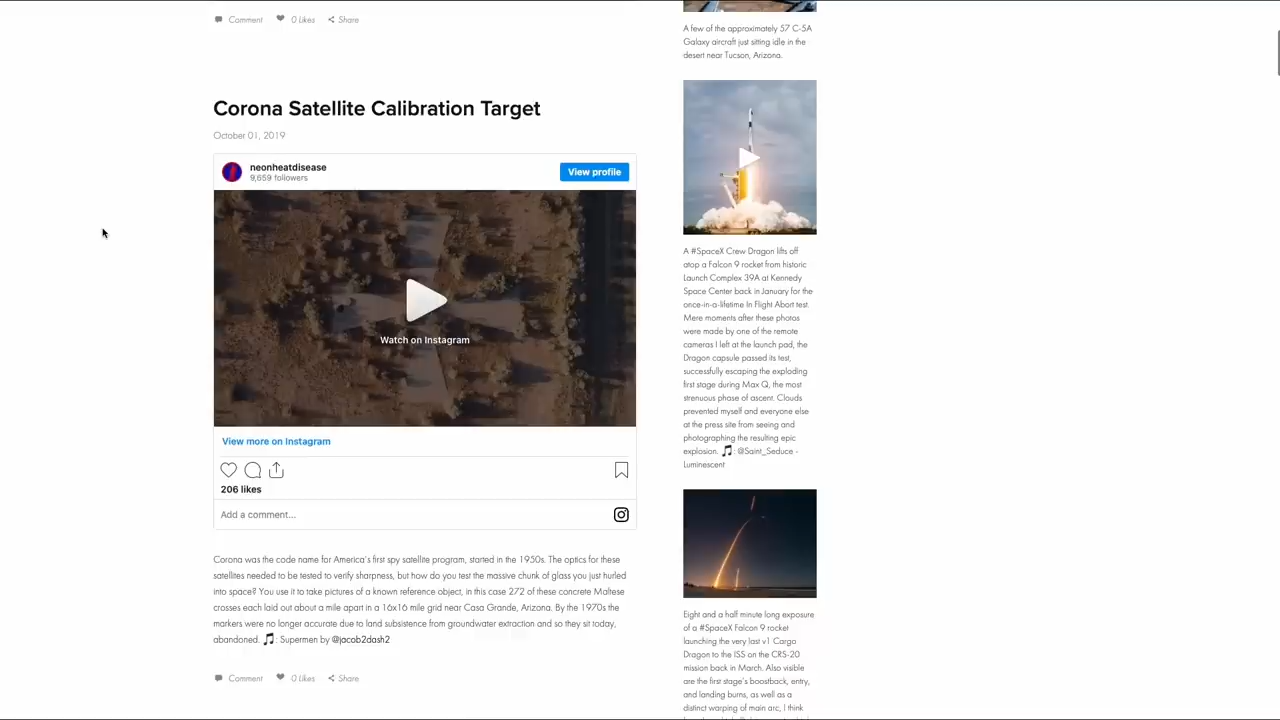 Comment 0 Likes Share
Corona Satellite Calibration Target
October 01, 2019
neonheatdisease
9,659 followers
View profile
Watch on Instagram
View more on Instagram
206 likes
Add a comment...
Corona was the code name for America's first spy satellite program, started in the 1950s. The optics for these
satellites needed to be tested to verify sharpness, but how do you test the massive chunk of glass you just hurled
into space? You use it to take pictures of a known reference object, in this case 272 of these concrete Maltese
crosses each laid out about a mile apart in a 16x16 mile grid near Casa Grande, Arizona. By the 1970s the
markers were no longer accurate due to land subsistence from groundwater extraction and so they sit today,
abandoned. 🎵: Supermen by @jacob2dash2
Comment 0 Likes Share
A few of the approximately 57 C-5A
Galaxy aircraft just sitting idle in the
desert near Tucson, Arizona.
A #SpaceX Crew Dragon lifts off
atop a Falcon 9 rocket from historic
Launch Complex 39A at Kennedy
Space Center back in January for the
once-in-a-lifetime In Flight Abort test.
Mere moments after these photos
were made by one of the remote
cameras I left at the launch pad, the
Dragon capsule passed its test,
successfully escaping the exploding
first stage during Max Q, the most
strenuous phase of ascent. Clouds
prevented myself and everyone else
at the press site from seeing and
photographing the resulting epic
explosion. 🎵: @Saint_Seduce -
Luminescent
Eight and a half minute long exposure
of a #SpaceX Falcon 9 rocket
launching the very last v1 Cargo
Dragon to the ISS on the CRS-20
mission back in March. Also visible
are the first stage's boostback, entry,
and landing burns, as well as a
distinct warping of main arc, I think